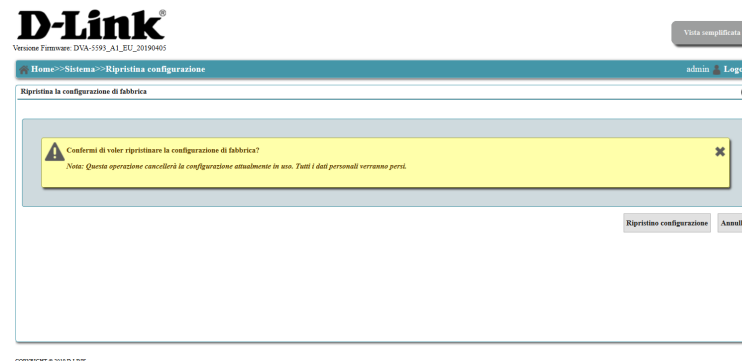 D-Link®
Versione Firmware: DVA-5593_A1_EU_20190405
Vista semplificata
Home>>Sistema>>Ripristina configurazione
admin
Ripristina la configurazione di fabbrica
Confermi di voler ripristinare la configurazione di fabbrica?
Nota: Questa operazione cancellerà la configurazione attualmente in uso. Tutti i dati personali verranno persi.
Ripristino configurazione